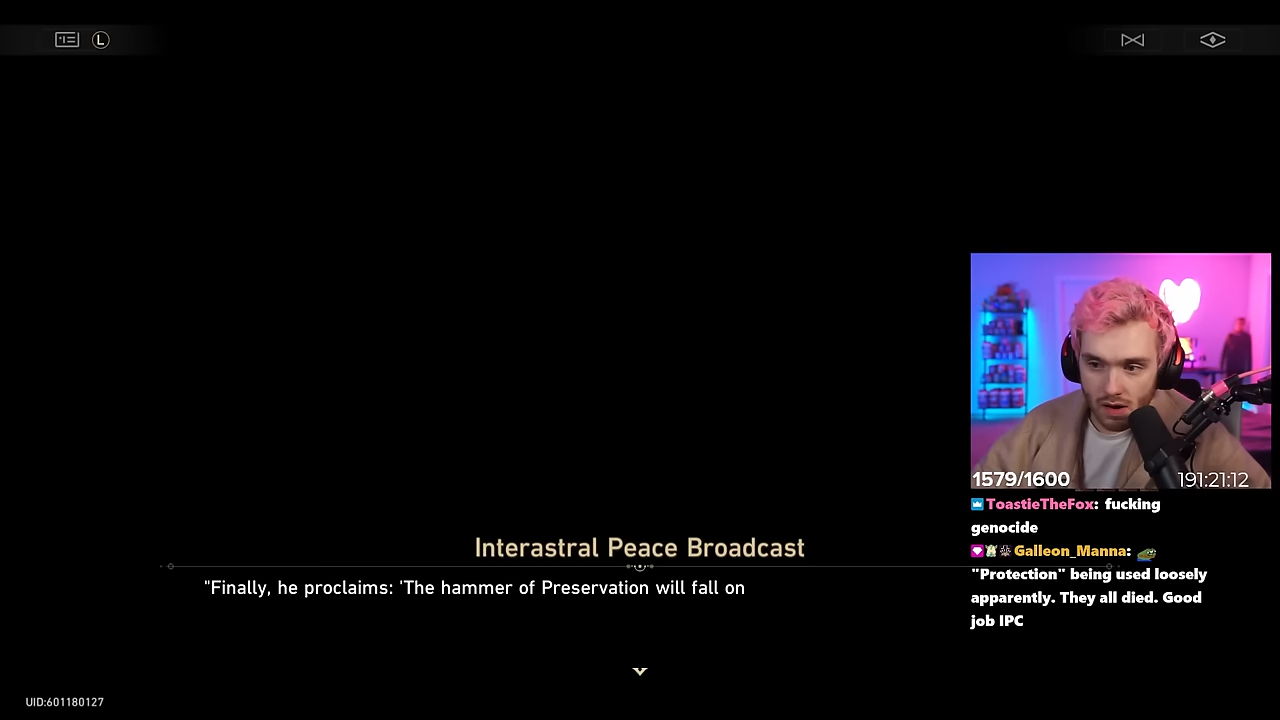 L
1579/1600
191:21:12
ToastieTheFox: fucking
genocide
Galleon_Manna:
"Protection" being used loosely
apparently. They all died. Good
job IPC
Interastral Peace Broadcast
"Finally, he proclaims: 'The hammer of Preservation will fall on
UID:601180127